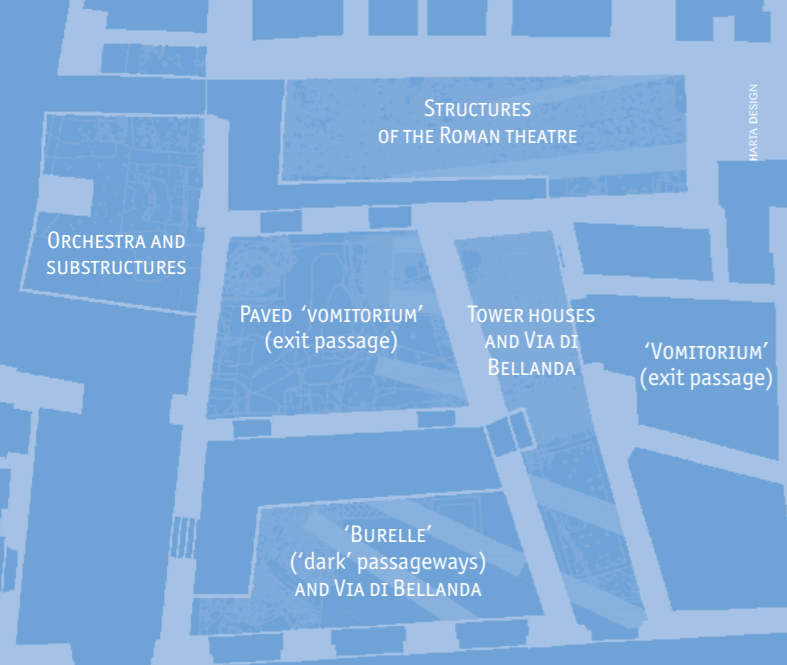 Structures
of the Roman theatre
HARTA DESIGN
Orchestra and
substructures
Paved ‘vomitorium’
(exit passage)
Tower houses
and Via di
Bellanda
‘Vomitorium’
(exit passage)
‘Burelle’
(‘dark’ passageways)
and Via di Bellanda